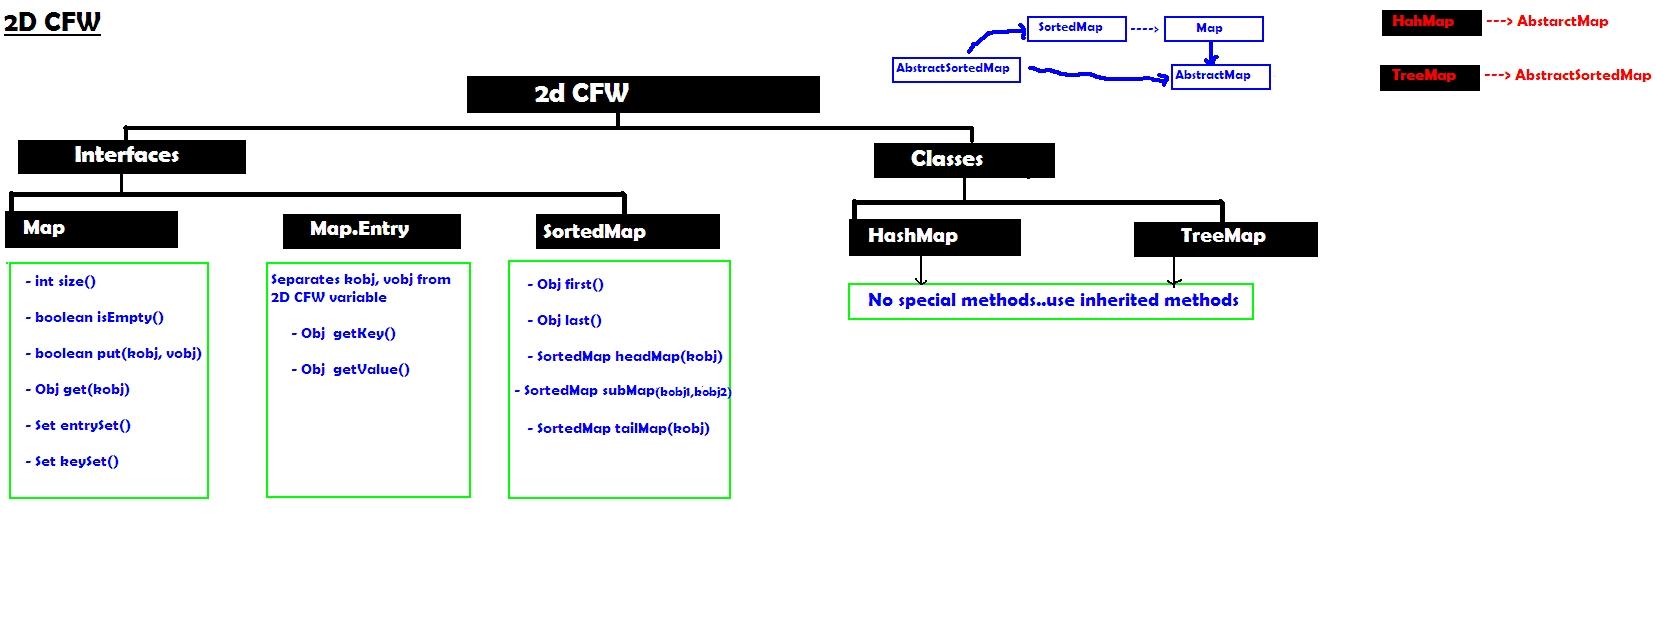 2D CFW
SortedMap ----> Map
AbstractSortedMap
AbstractMap
HahMap ---> AbstarctMap
TreeMap ---> AbstractSortedMap
2d CFW
Interfaces
Classes
Map
Map.Entry
SortedMap
HashMap
TreeMap
- int size()
- boolean isEmpty()
- boolean put(kobj, vobj)
- Obj get(kobj)
- Set entrySet()
- Set keySet()
Separates kobj, vobj from
2D CFW variable
- Obj getKey()
- Obj getValue()
- Obj first()
- Obj last()
- SortedMap headMap(kobj)
- SortedMap subMap(kobj1,kobj2)
- SortedMap tailMap(kobj)
No special methods..use inherited methods